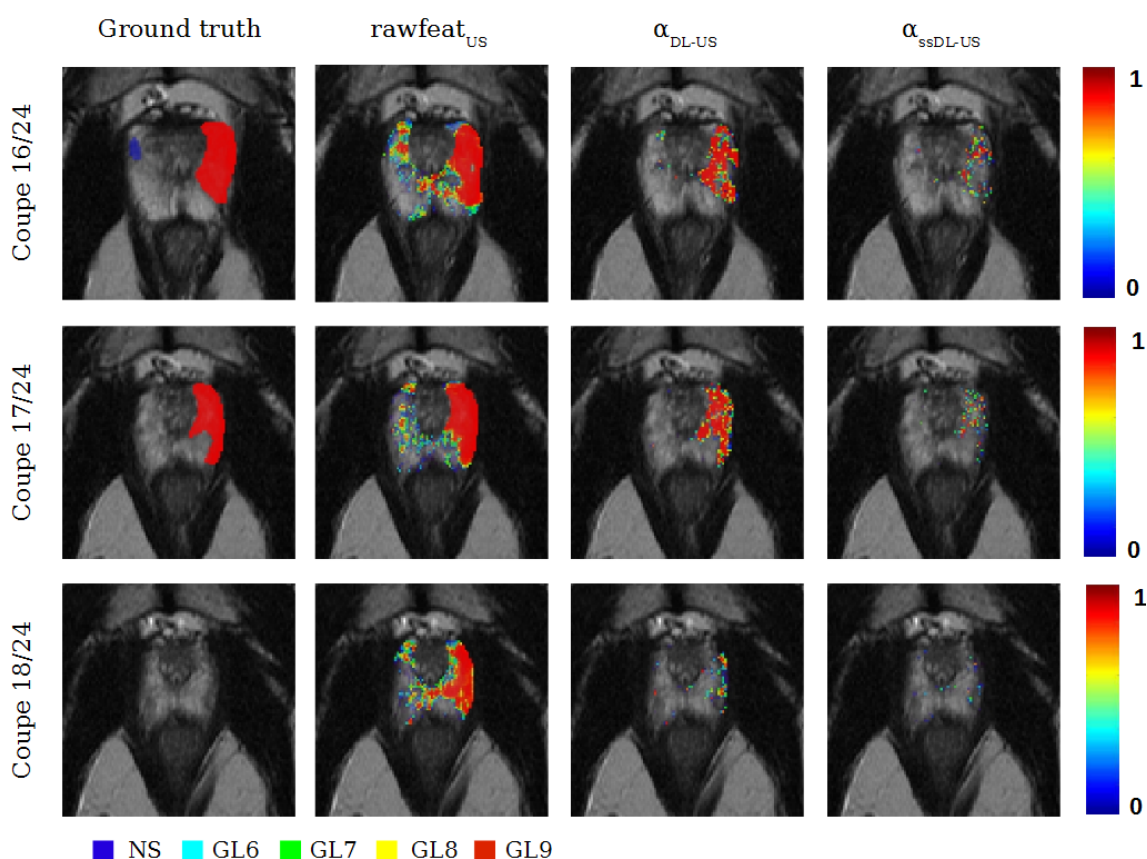 Ground truth rawfeat_US α_DL-US α_ssDL-US
Coupe 16/24
1
0
Coupe 17/24
1
0
Coupe 18/24
1
0
NS GL6 GL7 GL8 GL9